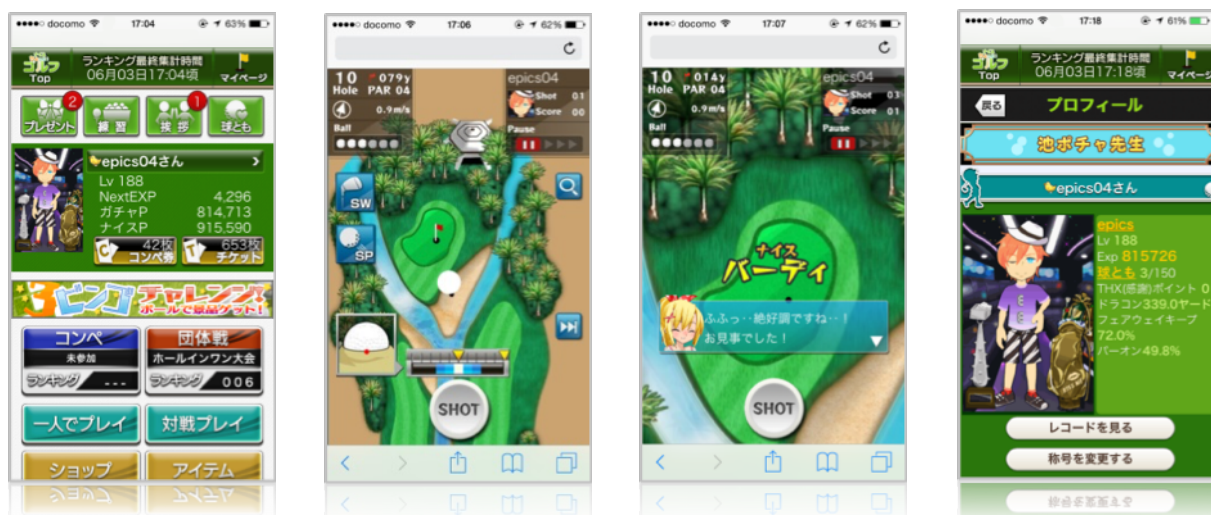 ●●●●○ docomo 17:04 63%
ゴルフ
Top
ランキング最終集計時間
06月03日17:04頃
マイページ
2
プレゼント
練習
1
挨拶
球とも
epics04さん >
Lv 188
NextEXP 4,296
ガチャP 814,713
ナイスP 915,590
C 42枚 コンペ券
T 653枚 チケット
3ビンゴチャレンジ!
ボールで景品ゲット!
コンペ
未参加
ランキング ---
団体戦
ホールインワン大会
ランキング 006
一人でプレイ
対戦プレイ
ショップ
アイテム
●●●●○ docomo 17:06 62%
10 079y
Hole PAR 04
0.9m/s
Ball
epics04
Shot 01
Score 00
Pause
SW
SP
SHOT
●●●●○ docomo 17:07 62%
10 014y
Hole PAR 04
0.9m/s
Ball
epics04
Shot 03
Score 01
Pause
ナイス
バーディ
ふふっ‥絶好調ですね‥！
お見事でした！
SHOT
●●●●○ docomo 17:18 61%
ゴルフ
Top
ランキング最終集計時間
06月03日17:18頃
マイページ
戻る
プロフィール
池ポチャ先生
epics04さん
epics
Lv 188
Exp 815726
球とも 3/150
THX(感謝)ポイント 0
ドラコン339.0ヤード
フェアウェイキープ
72.0%
パーオン49.8%
レコードを見る
称号を変更する